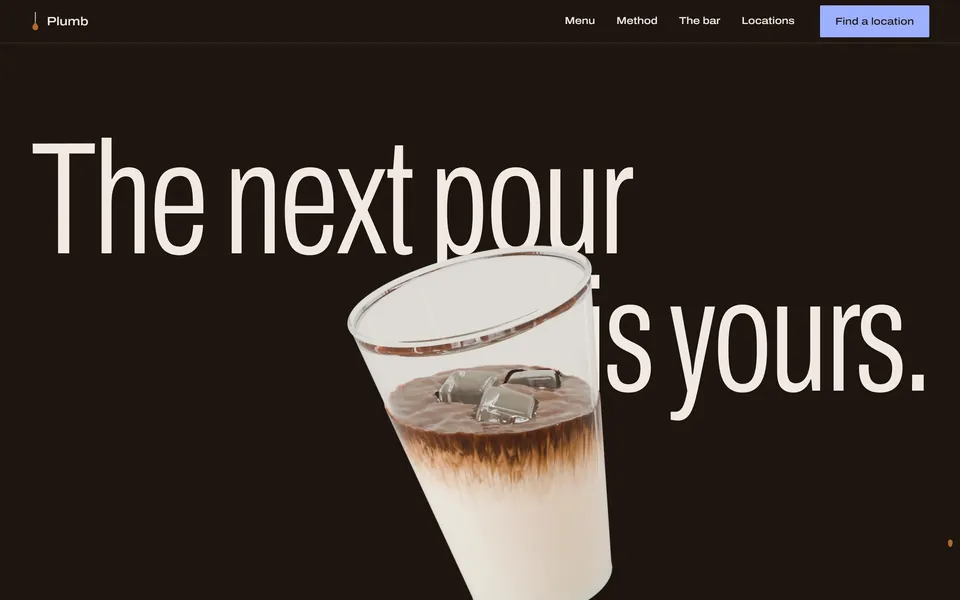 Plumb
Menu
Method
The bar
Locations
Find a location
The next pour
is yours.